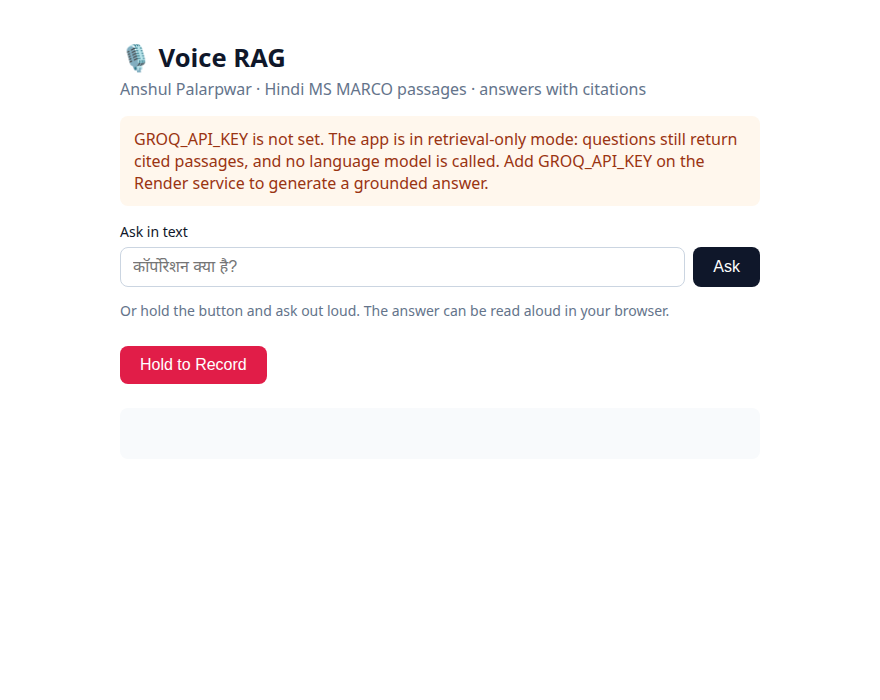 🎙️ Voice RAG
Anshul Palarpwar · Hindi MS MARCO passages · answers with citations
GROQ_API_KEY is not set. The app is in retrieval-only mode: questions still return
cited passages, and no language model is called. Add GROQ_API_KEY on the
Render service to generate a grounded answer.
Ask in text
कॉर्पोरेशन क्या है?
Ask
Or hold the button and ask out loud. The answer can be read aloud in your browser.
Hold to Record